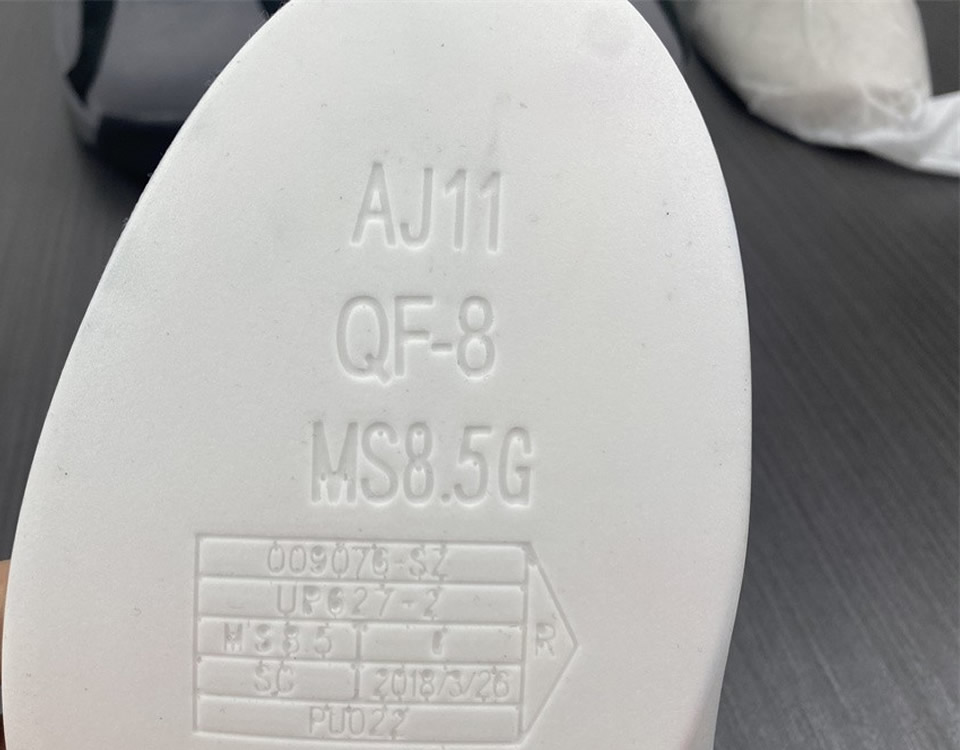 AJ11
QF-8
MS8.5G
009076-SZ
UP627-2
MS8.5 T
R
SC T 2018/3/26
PU022